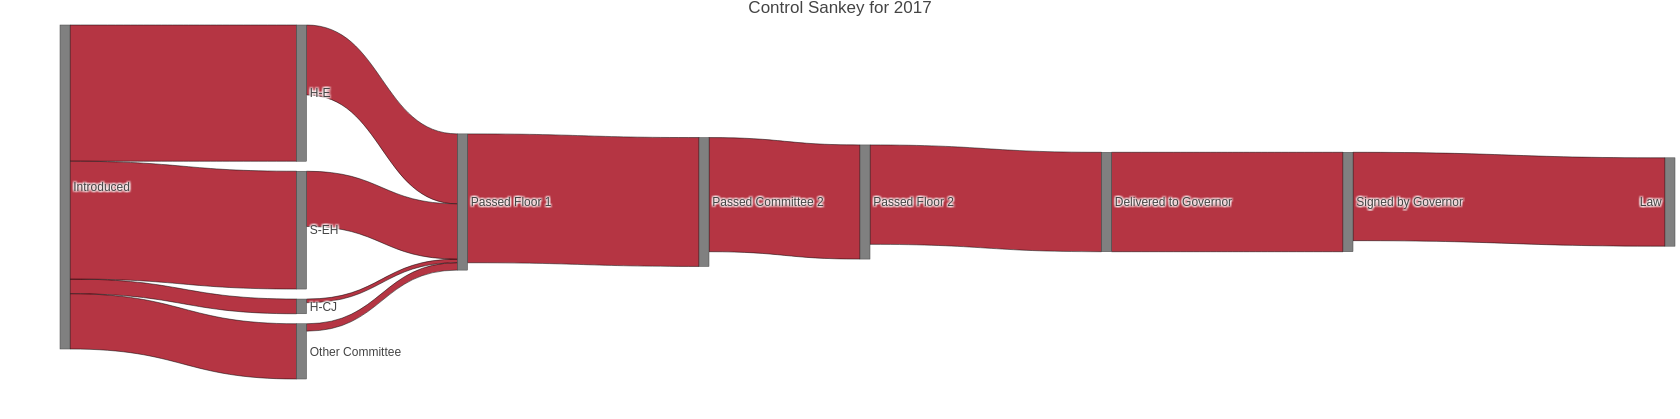 Control Sankey for 2017
H-E
Introduced
Passed Floor 1
Passed Committee 2
Passed Floor 2
Delivered to Governor
Signed by Governor
Law
S-EH
H-CJ
Other Committee